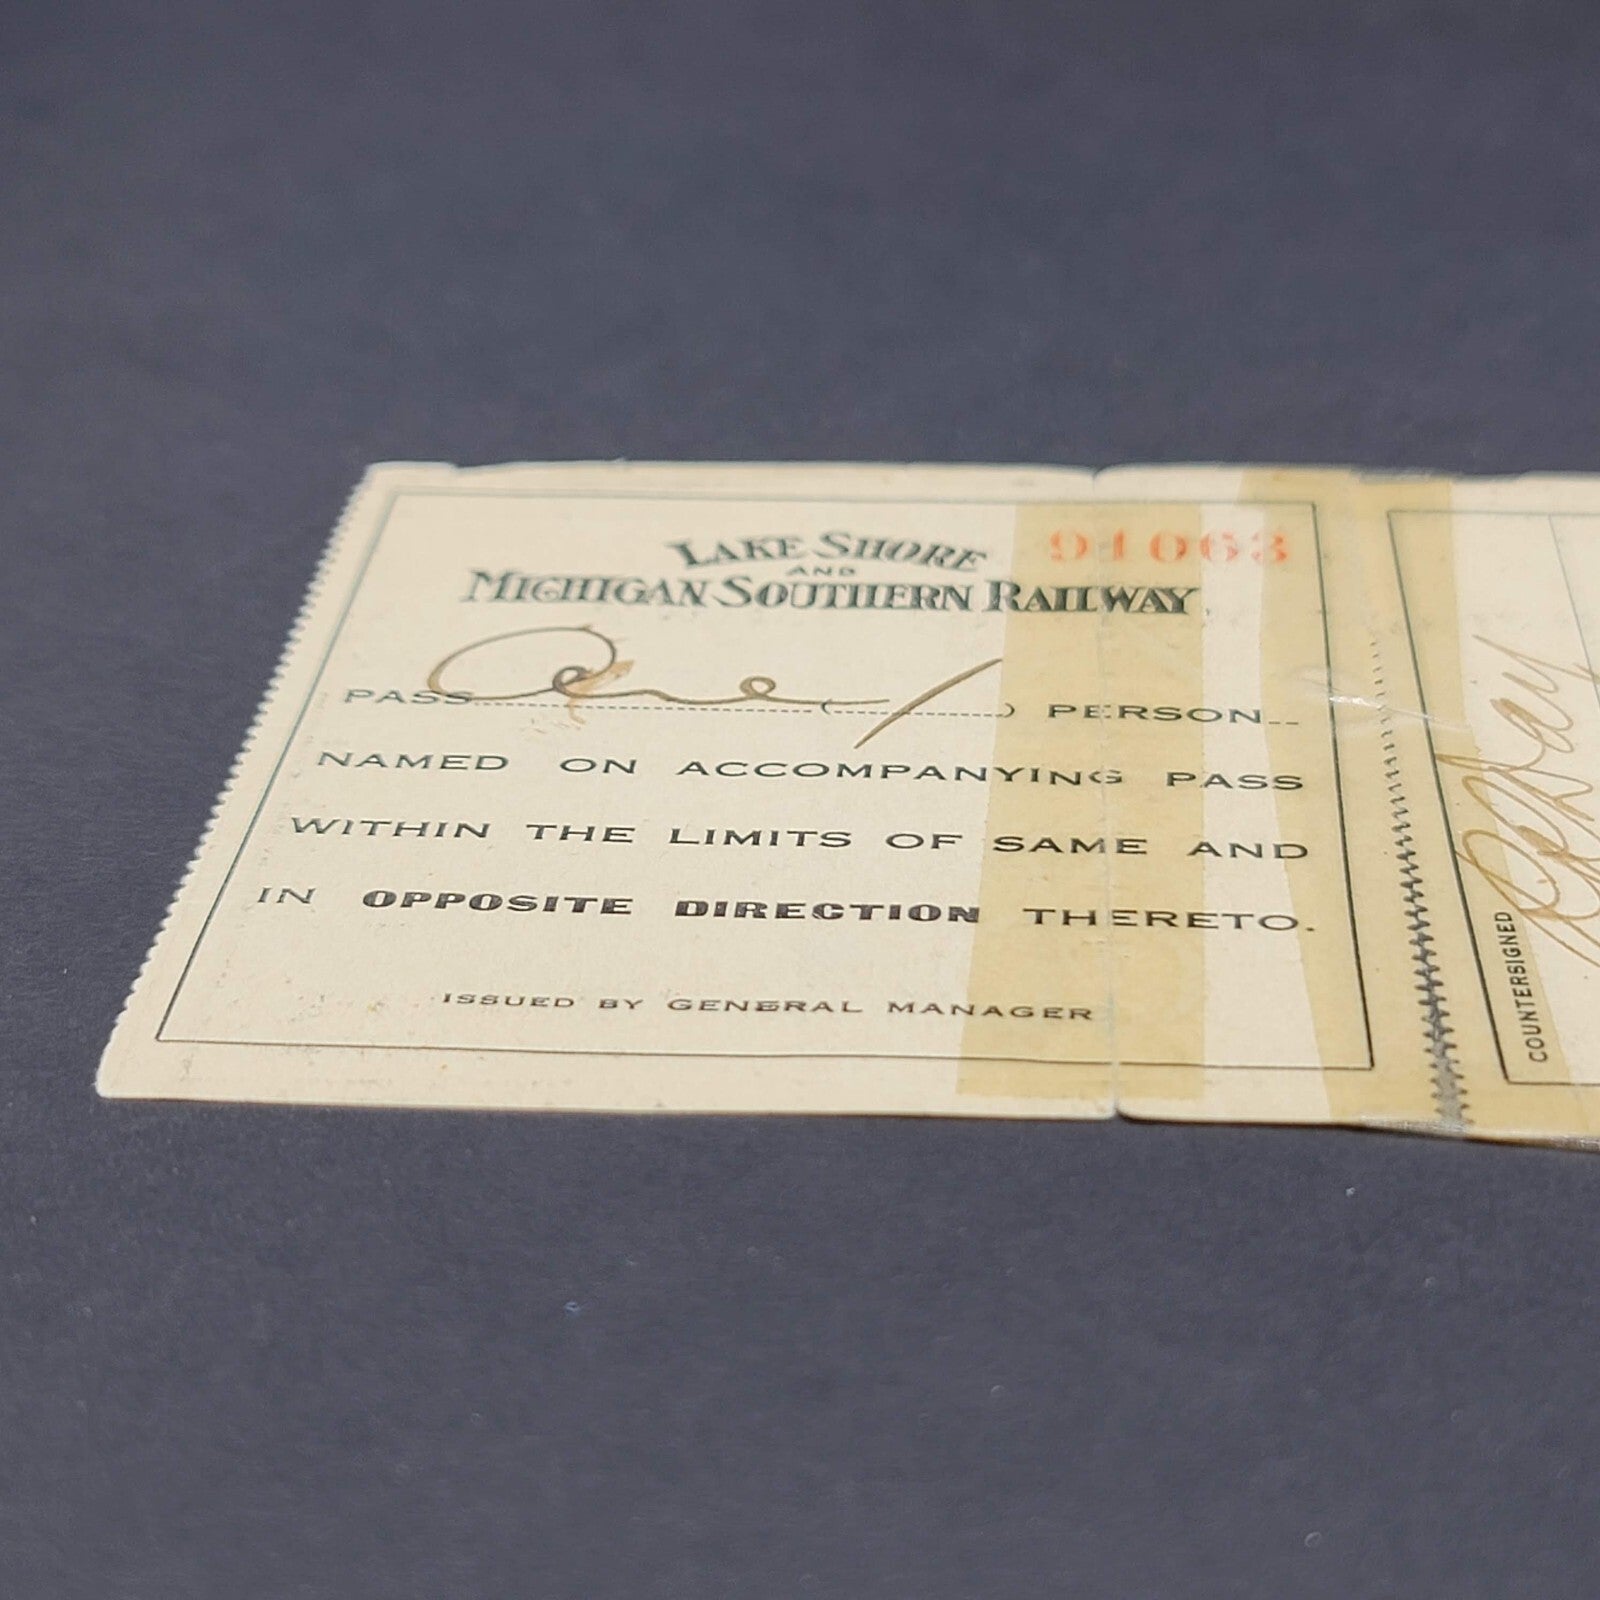 LAKE SHORE
91063
AND
MICHIGAN SOUTHERN RAILWAY
PASS One (1) PERSON
NAMED ON ACCOMPANYING PASS
WITHIN THE LIMITS OF SAME AND
IN OPPOSITE DIRECTION THERETO.
ISSUED BY GENERAL MANAGER
COUNTERSIGNED